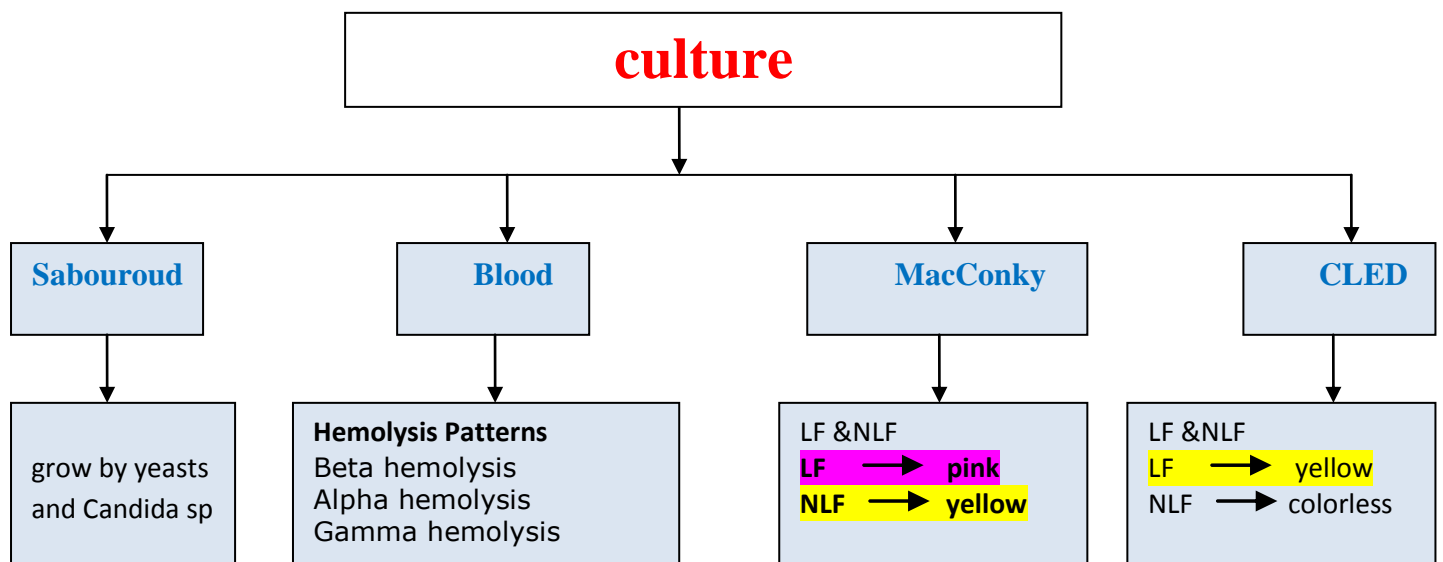 culture
Sabouroud
Blood
MacConky
CLED
grow by yeasts
and Candida sp
Hemolysis Patterns
Beta hemolysis
Alpha hemolysis
Gamma hemolysis
LF &NLF
LF → pink
NLF → yellow
LF &NLF
LF → yellow
NLF → colorless